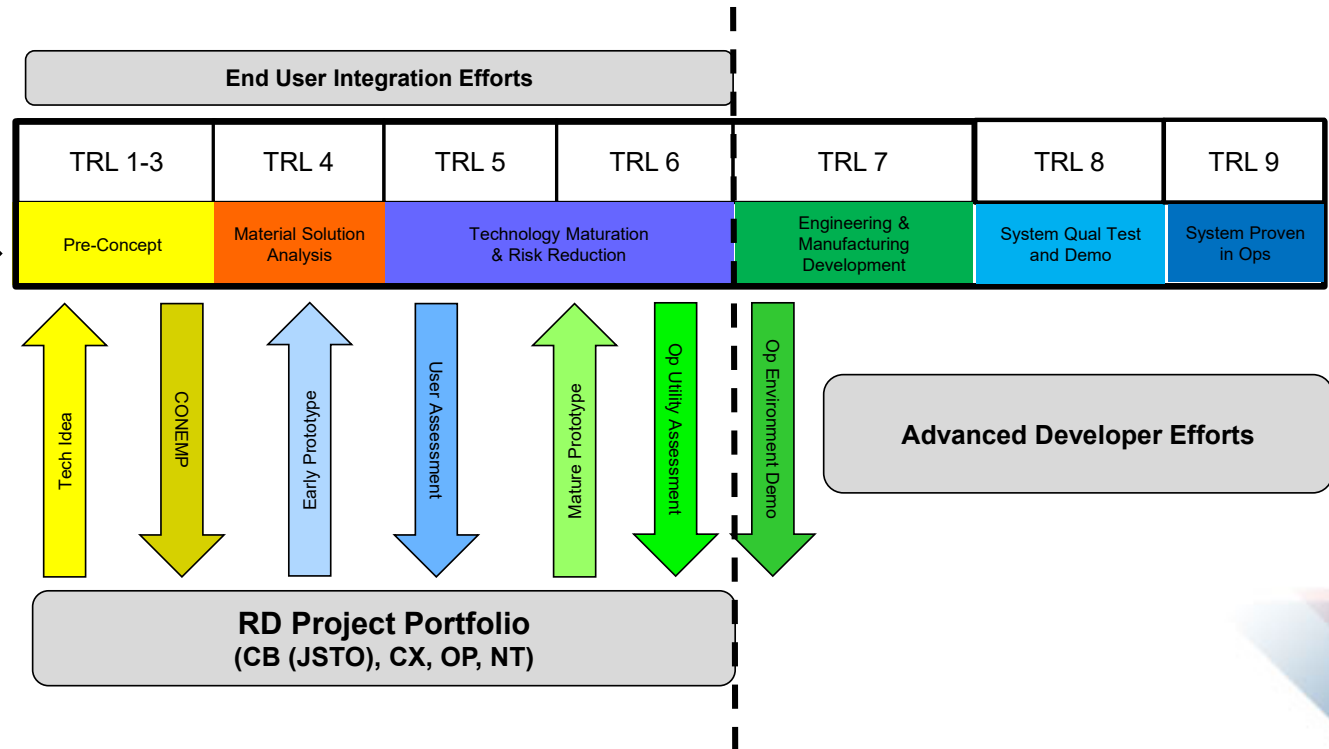 End User Integration Efforts
TRL 1-3
TRL 4
TRL 5
TRL 6
TRL 7
TRL 8
TRL 9
Pre-Concept
Material Solution
Analysis
Technology Maturation
& Risk Reduction
Engineering &
Manufacturing
Development
System Qual Test
and Demo
System Proven
in Ops
Tech Idea
CONEMP
Early Prototype
User Assessment
Mature Prototype
Op Utility Assessment
Op Environment Demo
Advanced Developer Efforts
RD Project Portfolio
(CB (JSTO), CX, OP, NT)